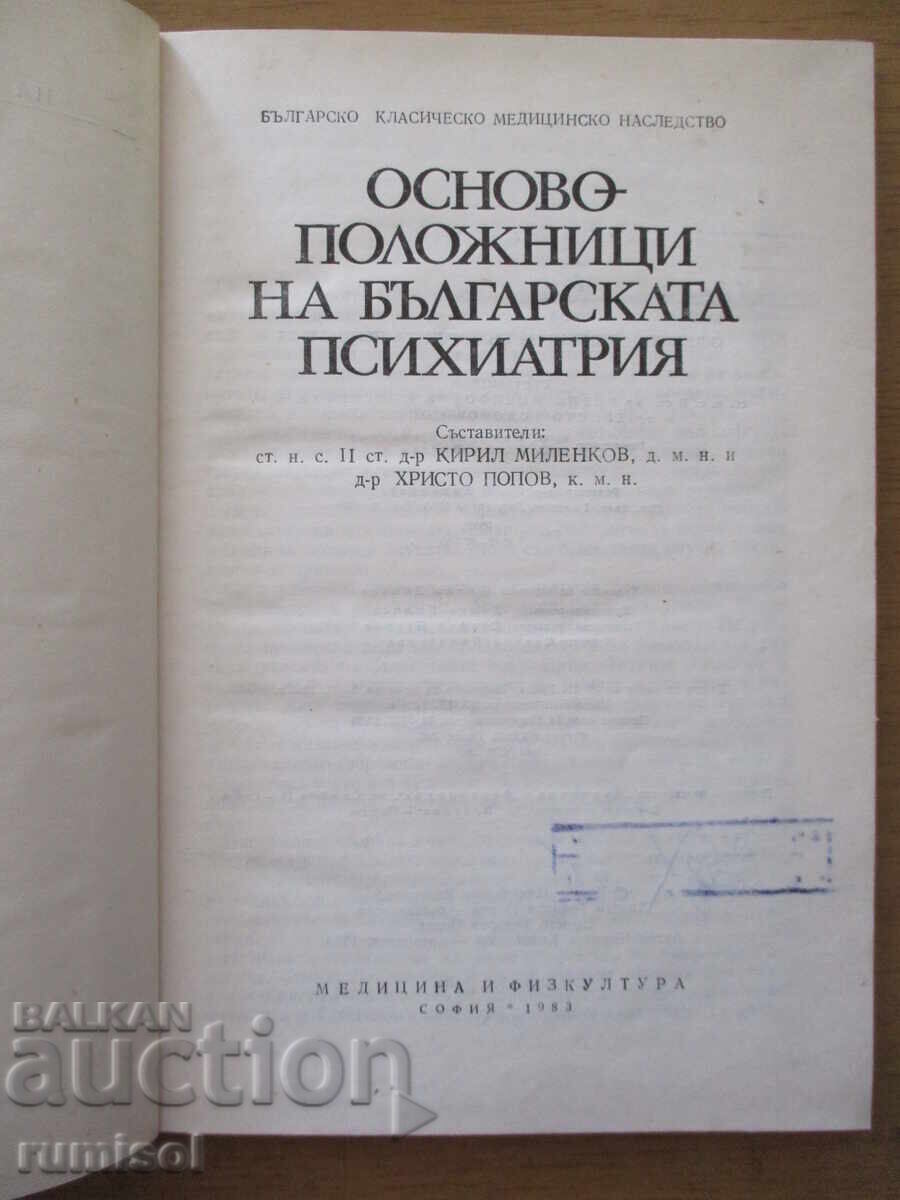 БЪЛГАРСКО КЛАСИЧЕСКО МЕДИЦИНСКО НАСЛЕДСТВО
ОСНОВО-
ПОЛОЖНИЦИ
НА БЪЛГАРСКАТА
ПСИХИАТРИЯ
Съставители:
ст. н. с. II ст. д-р КИРИЛ МИЛЕНКОВ, д. м. н. и
д-р ХРИСТО ПОПОВ, к. м. н.
МЕДИЦИНА И ФИЗКУЛТУРА
СОФИЯ * 1983
BALKAN
auction
rumisol